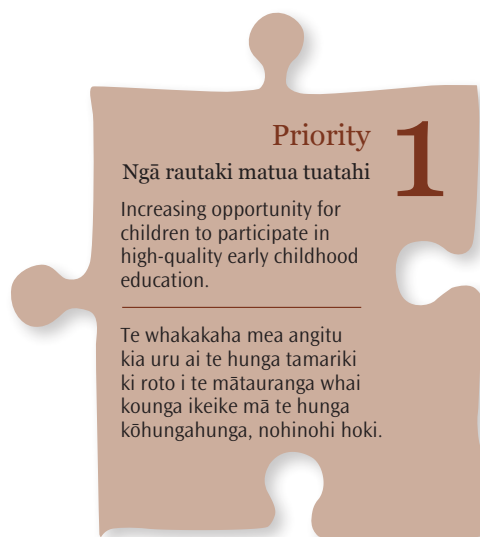 Priority 1
Ngā rautaki matua tuatahi
Increasing opportunity for
children to participate in
high-quality early childhood
education.
Te whakakaha mea angitu
kia uru ai te hunga tamariki
ki roto i te mātauranga whai
kounga ikeike mā te hunga
kōhungahunga, nohinohi hoki.